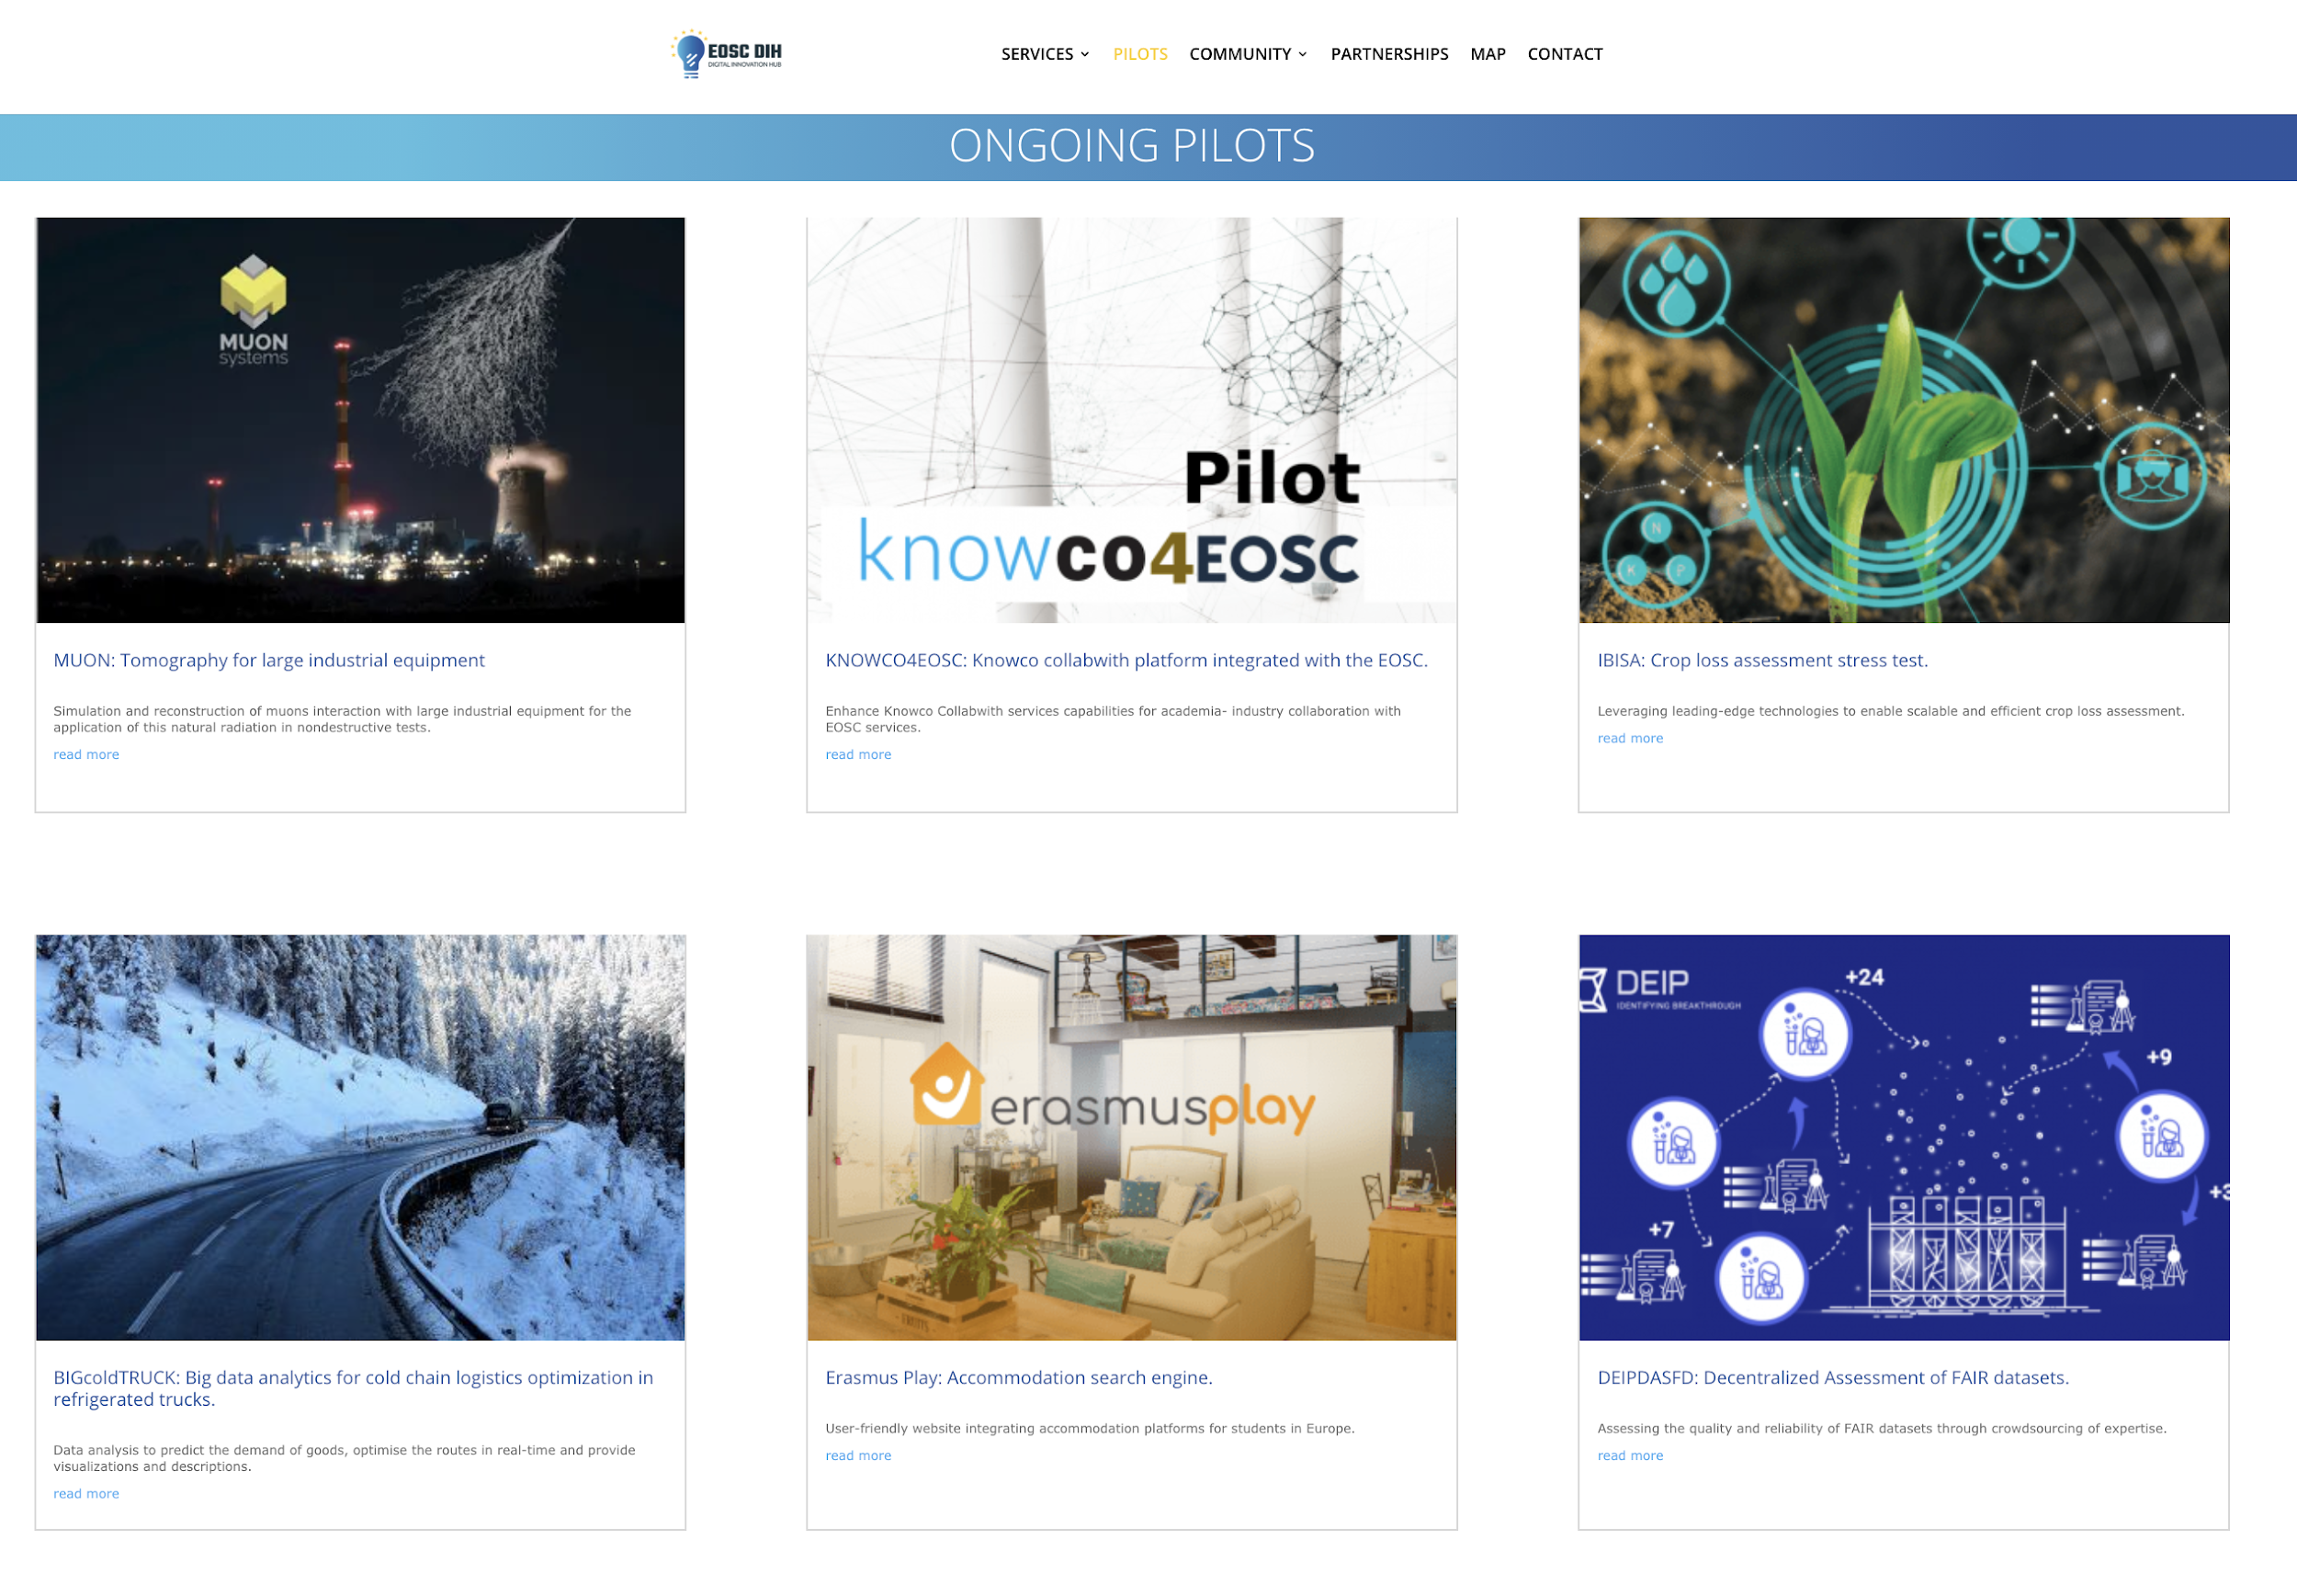 EOSC DIH
DIGITAL INNOVATION HUB
SERVICES PILOTS COMMUNITY PARTNERSHIPS MAP CONTACT
ONGOING PILOTS
MUON
systems
MUON: Tomography for large industrial equipment
Simulation and reconstruction of muons interaction with large industrial equipment for the
application of this natural radiation in nondestructive tests.
read more
Pilot
knowco4EOSC
KNOWCO4EOSC: Knowco collabwith platform integrated with the EOSC.
Enhance Knowco Collabwith services capabilities for academia- industry collaboration with
EOSC services.
read more
N
K P
IBISA: Crop loss assessment stress test.
Leveraging leading-edge technologies to enable scalable and efficient crop loss assessment.
read more
BIGcoldTRUCK: Big data analytics for cold chain logistics optimization in
refrigerated trucks.
Data analysis to predict the demand of goods, optimise the routes in real-time and provide
visualizations and descriptions.
read more
erasmusplay
Erasmus Play: Accommodation search engine.
User-friendly website integrating accommodation platforms for students in Europe.
read more
DEIP
IDENTIFYING BREAKTHROUGH
+24
+9
+3
+7
DEIPDASFD: Decentralized Assessment of FAIR datasets.
Assessing the quality and reliability of FAIR datasets through crowdsourcing of expertise.
read more